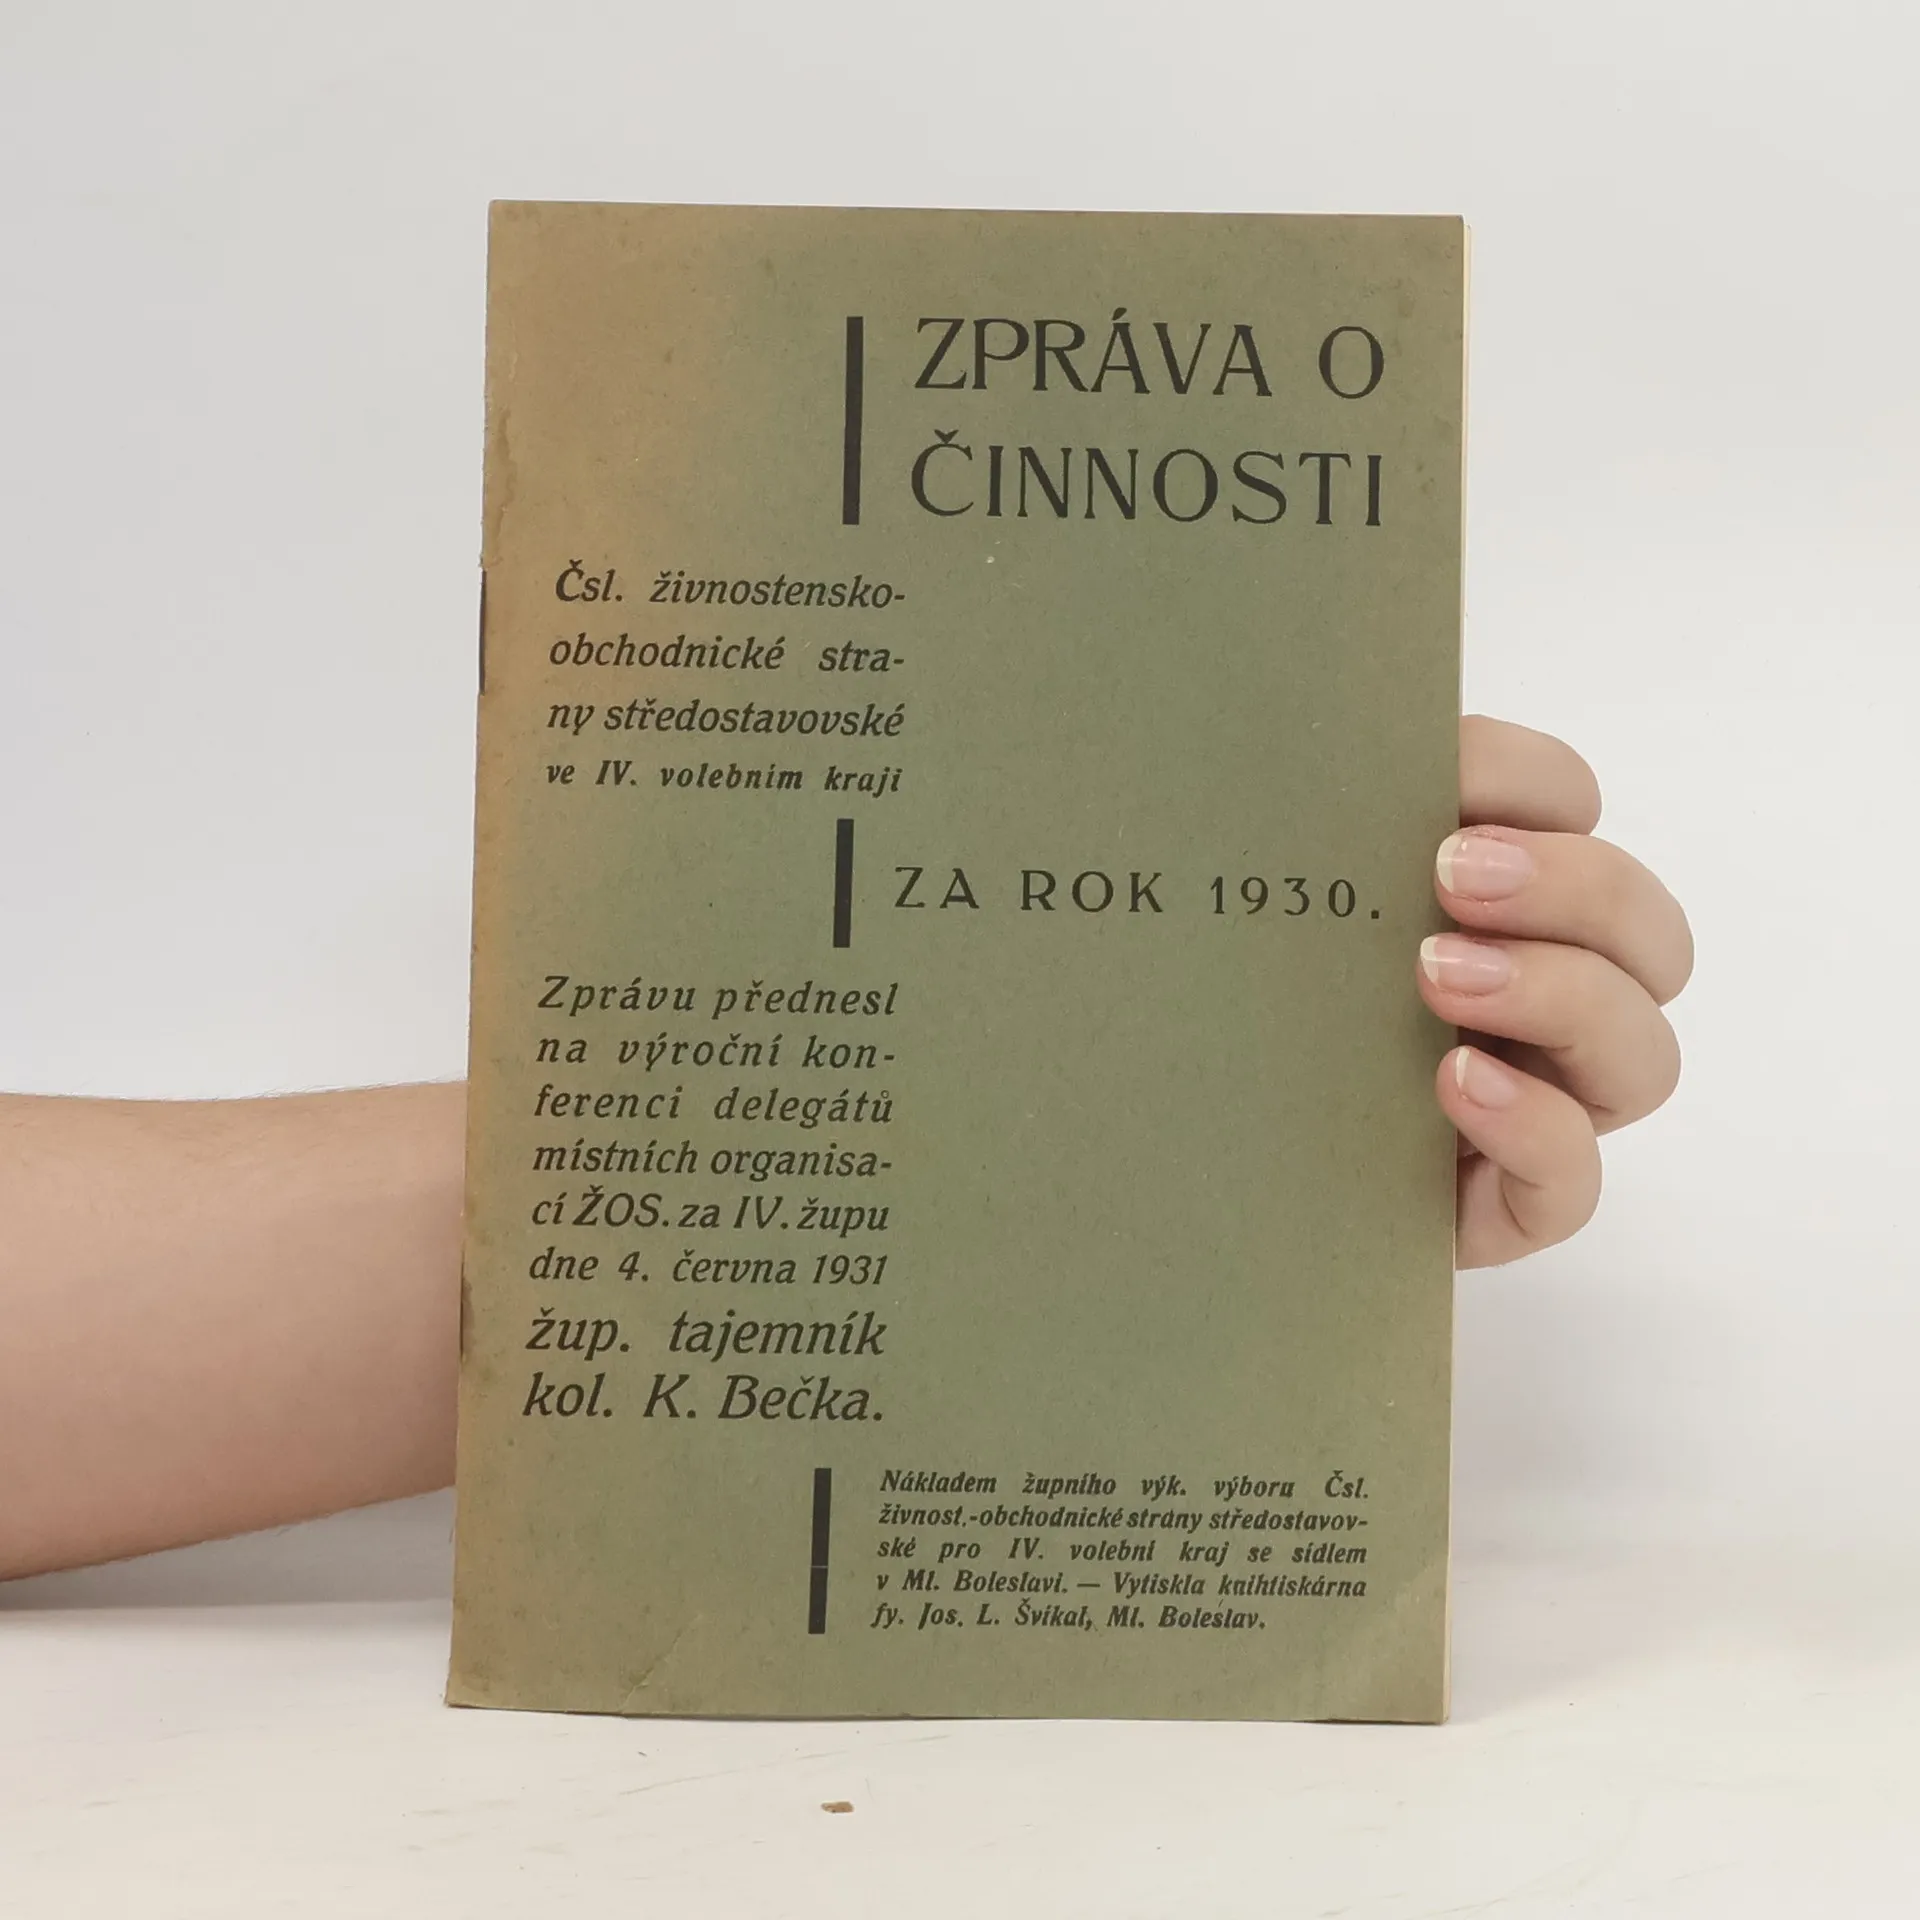 ZPRÁVA O
ČINNOSTI
Čsl. živnostensko-
obchodnické stra-
ny středostavovské
ve IV. volebním kraji
ZA ROK 1930.
Zprávu přednesl
na výroční kon-
ferenci delegátů
místních organisa-
cí ŽOS. za IV. župu
dne 4. června 1931
žup. tajemník
kol. K. Bečka.
Nákladem župního výk. výboru Čsl.
živnost.-obchodnické strany středostavov-
ské pro IV. volební kraj se sídlem
v Ml. Boleslavi. — Vytiskla knihtiskárna
fy. Jos. L. Švíkal, Ml. Boleslav.